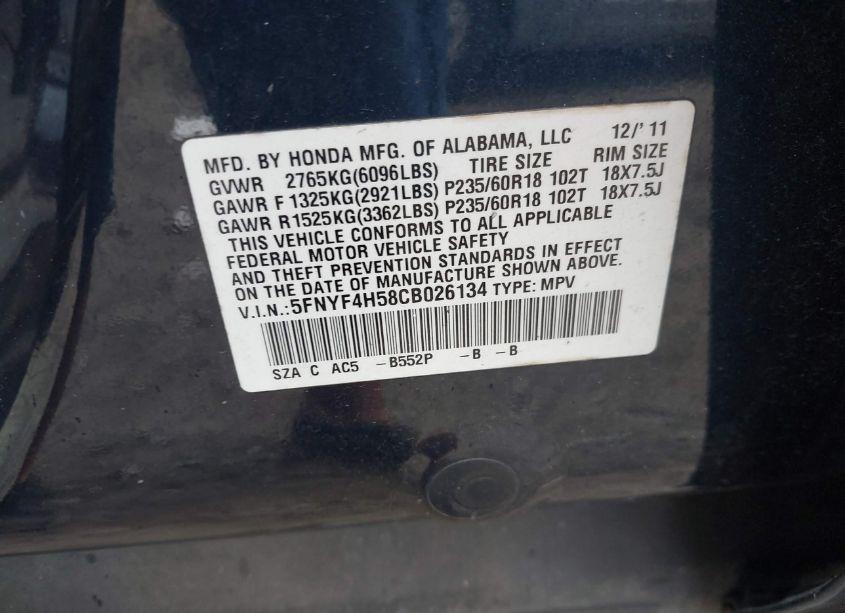 MFD. BY HONDA MFG. OF ALABAMA, LLC 12/' 11
GVWR 2765KG(6096LBS) TIRE SIZE RIM SIZE
GAWR F 1325KG(2921LBS) P235/60R18 102T 18X7.5J
GAWR R1525KG(3362LBS) P235/60R18 102T 18X7.5J
THIS VEHICLE CONFORMS TO ALL APPLICABLE
FEDERAL MOTOR VEHICLE SAFETY
AND THEFT PREVENTION STANDARDS IN EFFECT
ON THE DATE OF MANUFACTURE SHOWN ABOVE.
V.I.N.:5FNYF4H58CB026134 TYPE: MPV
SZA C AC5 -B552P -B -B